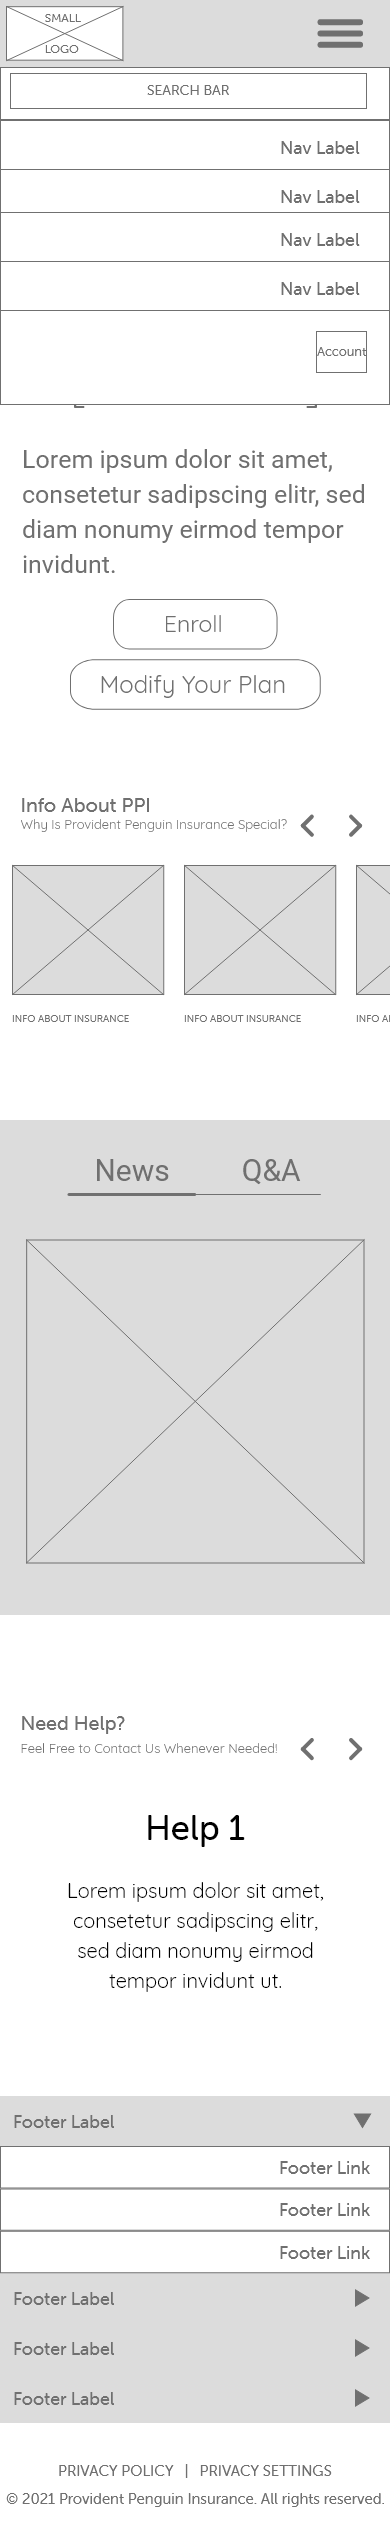 SMALL
LOGO
SEARCH BAR
Nav Label
Nav Label
Nav Label
Nav Label
Account
Lorem ipsum dolor sit amet,
consetetur sadipscing elitr, sed
diam nonumy eirmod tempor
invidunt.
Enroll
Modify Your Plan
Info About PPI
Why Is Provident Penguin Insurance Special?
INFO ABOUT INSURANCE
INFO ABOUT INSURANCE
INFO
News
Q&A
Need Help?
Feel Free to Contact Us Whenever Needed!
Help 1
Lorem ipsum dolor sit amet,
consetetur sadipscing elitr,
sed diam nonumy eirmod
tempor invidunt ut.
Footer Label
Footer Link
Footer Link
Footer Link
Footer Label
Footer Label
Footer Label
PRIVACY POLICY | PRIVACY SETTINGS
© 2021 Provident Penguin Insurance. All rights reserved.